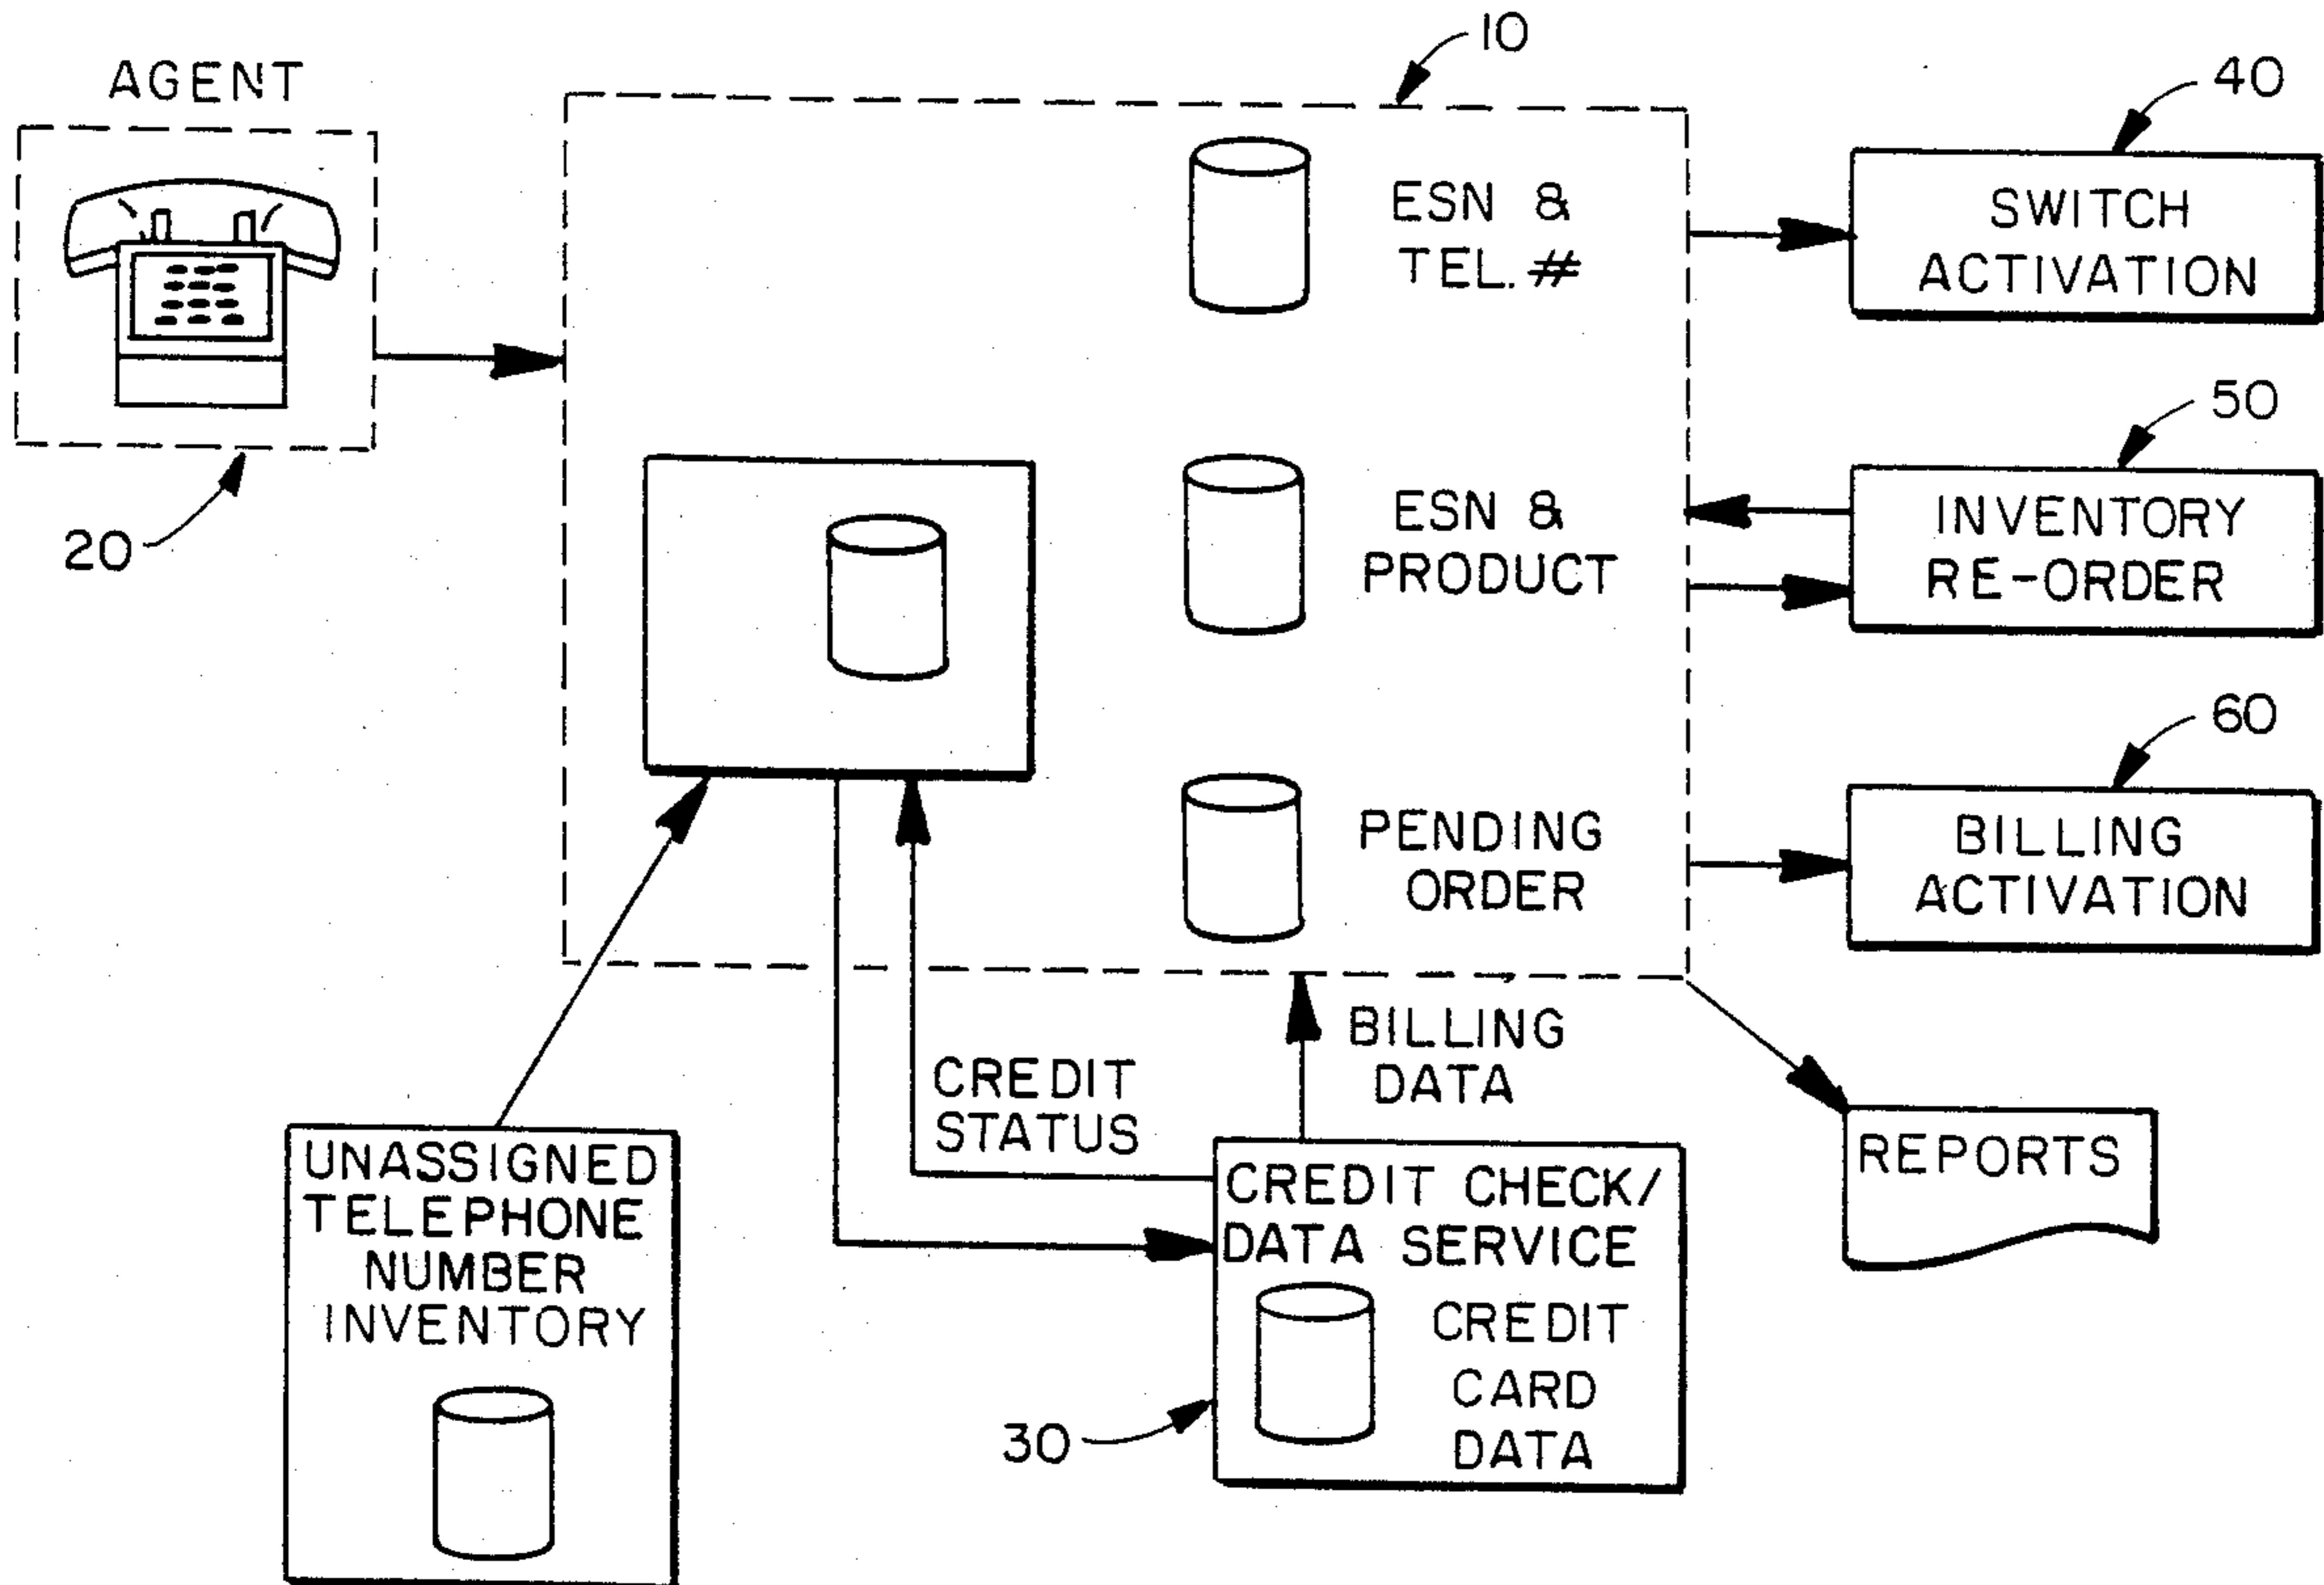 AGENT
10
40
ESN &
TEL. #
SWITCH
ACTIVATION
20
50
ESN &
PRODUCT
INVENTORY
RE-ORDER
60
PENDING
ORDER
BILLING
ACTIVATION
BILLING
DATA
CREDIT
STATUS
UNASSIGNED
TELEPHONE
NUMBER
INVENTORY
CREDIT CHECK/
DATA SERVICE
CREDIT
CARD
DATA
30
REPORTS